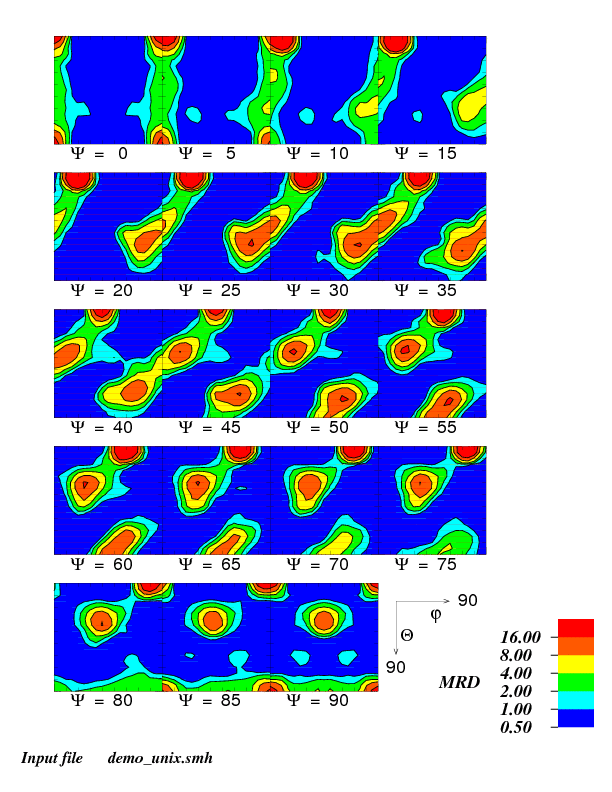 Ψ = 0 Ψ = 5 Ψ = 10 Ψ = 15
Ψ = 20 Ψ = 25 Ψ = 30 Ψ = 35
Ψ = 40 Ψ = 45 Ψ = 50 Ψ = 55
Ψ = 60 Ψ = 65 Ψ = 70 Ψ = 75
90
φ
Θ
90
Ψ = 80 Ψ = 85 Ψ = 90
MRD
16.00
8.00
4.00
2.00
1.00
0.50
Input file demo_unix.smh